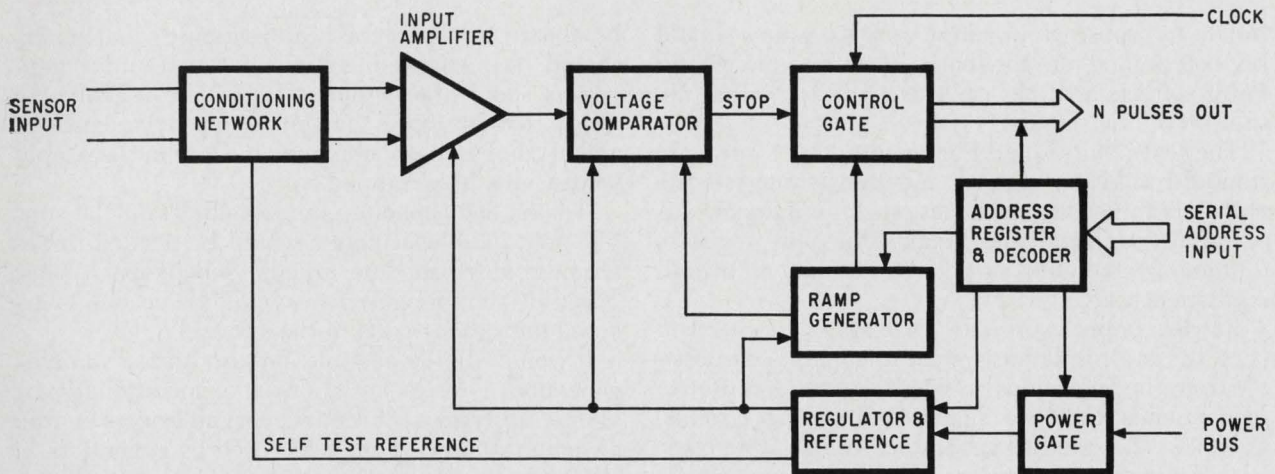 INPUT
AMPLIFIER
CLOCK
SENSOR
INPUT
CONDITIONING
NETWORK
VOLTAGE
COMPARATOR
STOP
CONTROL
GATE
N PULSES OUT
ADDRESS
REGISTER
& DECODER
SERIAL
ADDRESS
INPUT
RAMP
GENERATOR
REGULATOR &
REFERENCE
POWER
GATE
POWER
BUS
SELF TEST REFERENCE